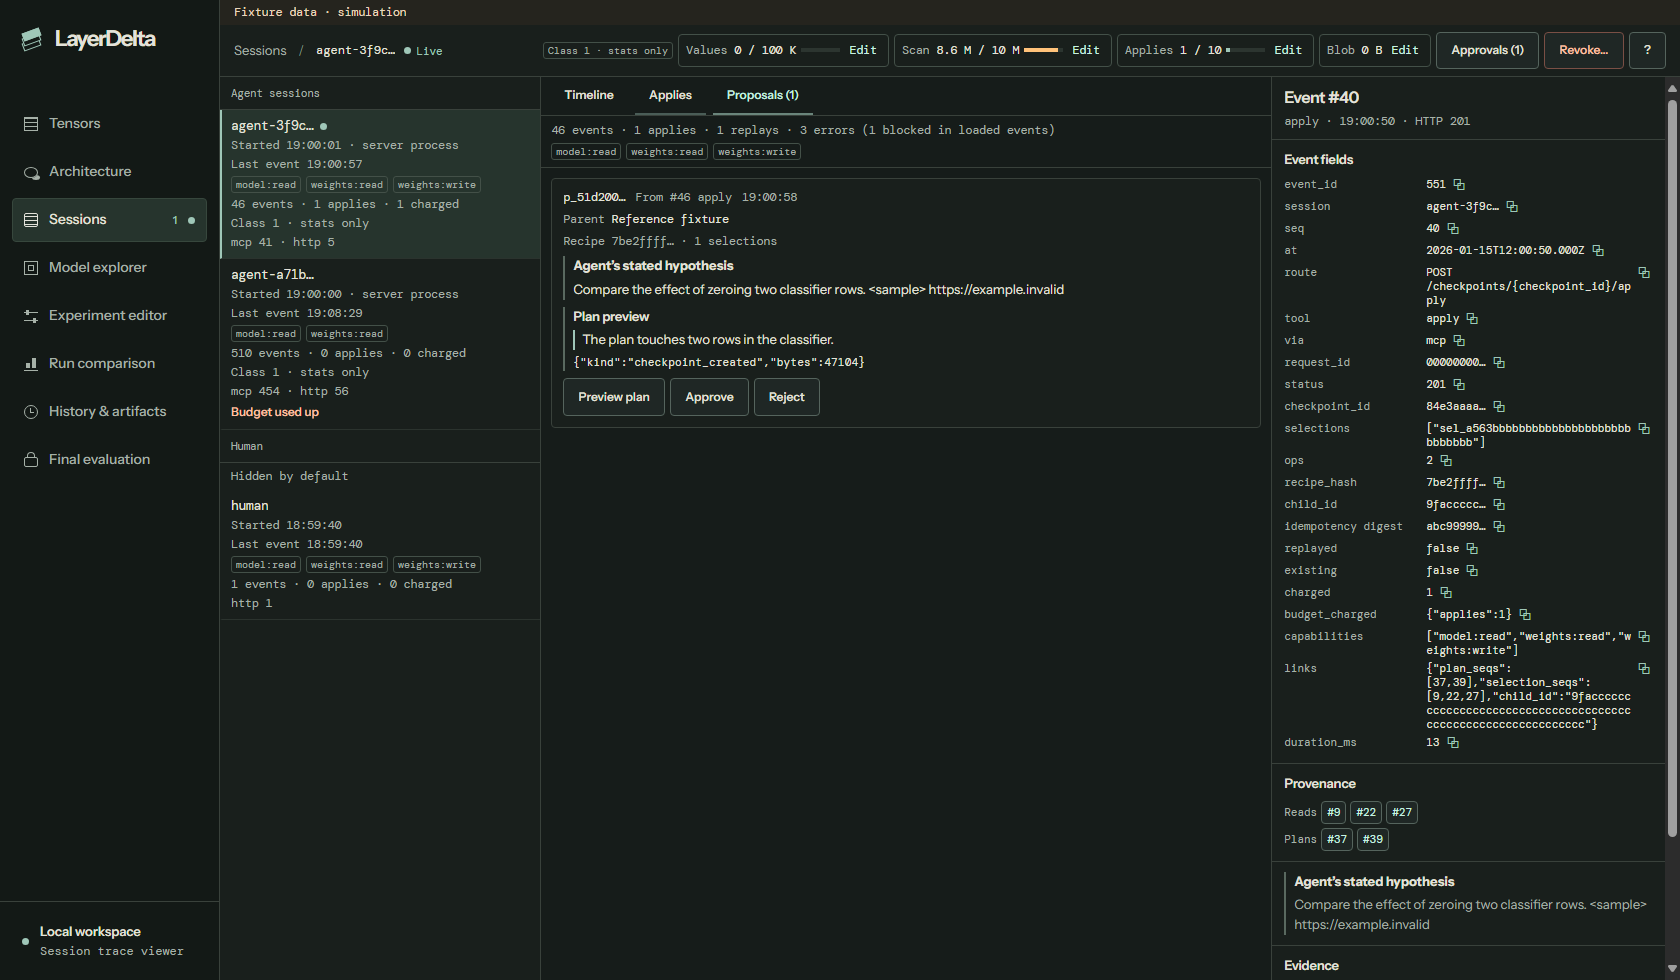 Fixture data · simulation
LayerDelta
Tensors
Architecture
Sessions 1
Model explorer
Experiment editor
Run comparison
History & artifacts
Final evaluation
Local workspace
Session trace viewer
Sessions / agent-3f9c… Live
Class 1 · stats only
Values 0 / 100 K Edit
Scan 8.6 M / 10 M Edit
Applies 1 / 10 Edit
Blob 0 B Edit
Approvals (1)
Revoke…
?
Agent sessions
agent-3f9c…
Started 19:00:01 · server process
Last event 19:00:57
model:read weights:read weights:write
46 events · 1 applies · 1 charged
Class 1 · stats only
mcp 41 · http 5
agent-a71b…
Started 19:00:00 · server process
Last event 19:08:29
model:read weights:read
510 events · 0 applies · 0 charged
Class 1 · stats only
mcp 454 · http 56
Budget used up
Human
Hidden by default
human
Started 18:59:40
Last event 18:59:40
model:read weights:read weights:write
1 events · 0 applies · 0 charged
http 1
Timeline Applies Proposals (1)
46 events · 1 applies · 1 replays · 3 errors (1 blocked in loaded events)
model:read weights:read weights:write
p_51d200… From #46 apply 19:00:58
Parent Reference fixture
Recipe 7be2ffff… · 1 selections
Agent's stated hypothesis
Compare the effect of zeroing two classifier rows. <sample> https://example.invalid
Plan preview
The plan touches two rows in the classifier.
{"kind":"checkpoint_created","bytes":47104}
Preview plan Approve Reject
Event #40
apply · 19:00:50 · HTTP 201
Event fields
event_id 551
session agent-3f9c…
seq 40
at 2026-01-15T12:00:50.000Z
route POST
/checkpoints/{checkpoint_id}/ap
ply
tool apply
via mcp
request_id 00000000…
status 201
checkpoint_id 84e3aaaa…
selections ["sel_a563bbbbbbbbbbbbbbbbbbbbb
bbbbbbb"]
ops 2
recipe_hash 7be2ffff…
child_id 9faccccc…
idempotency digest abc99999…
replayed false
existing false
charged 1
budget_charged {"applies":1}
capabilities ["model:read","weights:read","w
eights:write"]
links {"plan_seqs":
[37,39],"selection_seqs":
[9,22,27],"child_id":"9facccccc
ccccccccccccccccccccccccccccccc
cccccccccccccccccccccccc"}
duration_ms 13
Provenance
Reads #9 #22 #27
Plans #37 #39
Agent's stated hypothesis
Compare the effect of zeroing two classifier rows. <sample>
https://example.invalid
Evidence